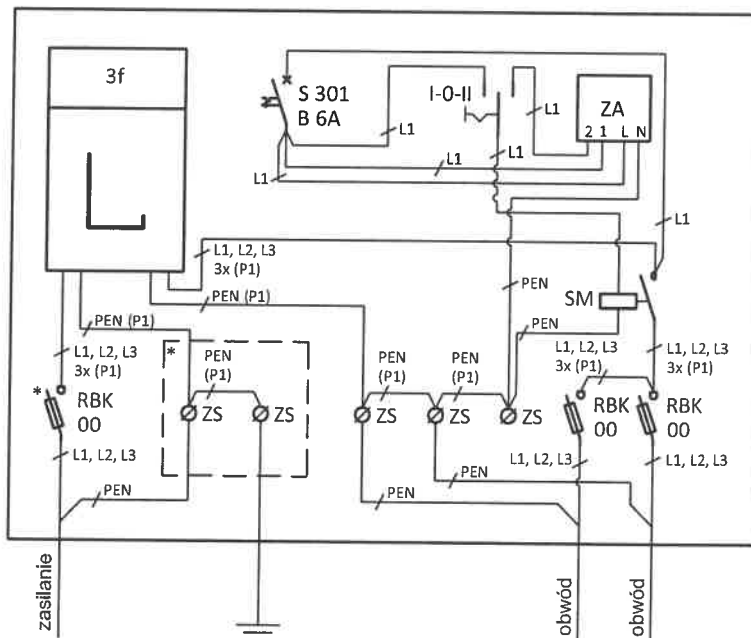 3f
S 301
B 6A
I-0-II
ZA
2 1 L N
L1
L1
L1
L1
L1
L1
L1, L2, L3
3x (P1)
PEN (P1)
PEN (P1)
PEN
SM
PEN
L1, L2, L3
3x (P1)
*
RBK
00
*
PEN
(P1)
ZS
ZS
PEN
(P1)
PEN
(P1)
ZS
ZS
ZS
L1, L2, L3
3x (P1)
L1, L2, L3
3x (P1)
RBK
00
RBK
00
L1, L2, L3
L1, L2, L3
L1, L2, L3
PEN
PEN
PEN
zasilanie
obwód
obwód